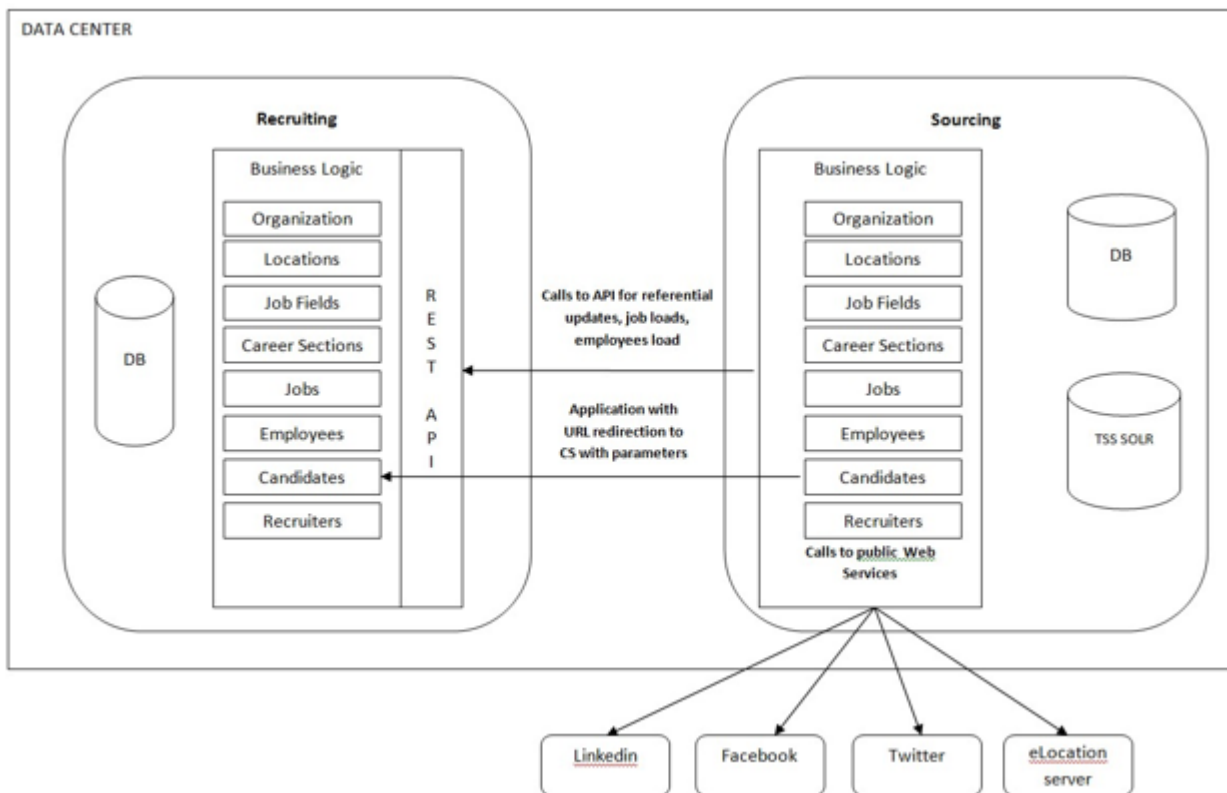 DATA CENTER
Recruiting
Business Logic
Organization
Locations
Job Fields
Career Sections
Jobs
Employees
Candidates
Recruiters
DB
R
E
S
T
A
P
I
Calls to API for referential
updates, job loads,
employees load
Application with
URL redirection to
CS with parameters
Sourcing
Business Logic
Organization
Locations
Job Fields
Career Sections
Jobs
Employees
Candidates
Recruiters
Calls to public Web
Services
DB
TSS SOLR
Linkedin
Facebook
Twitter
eLocation
server